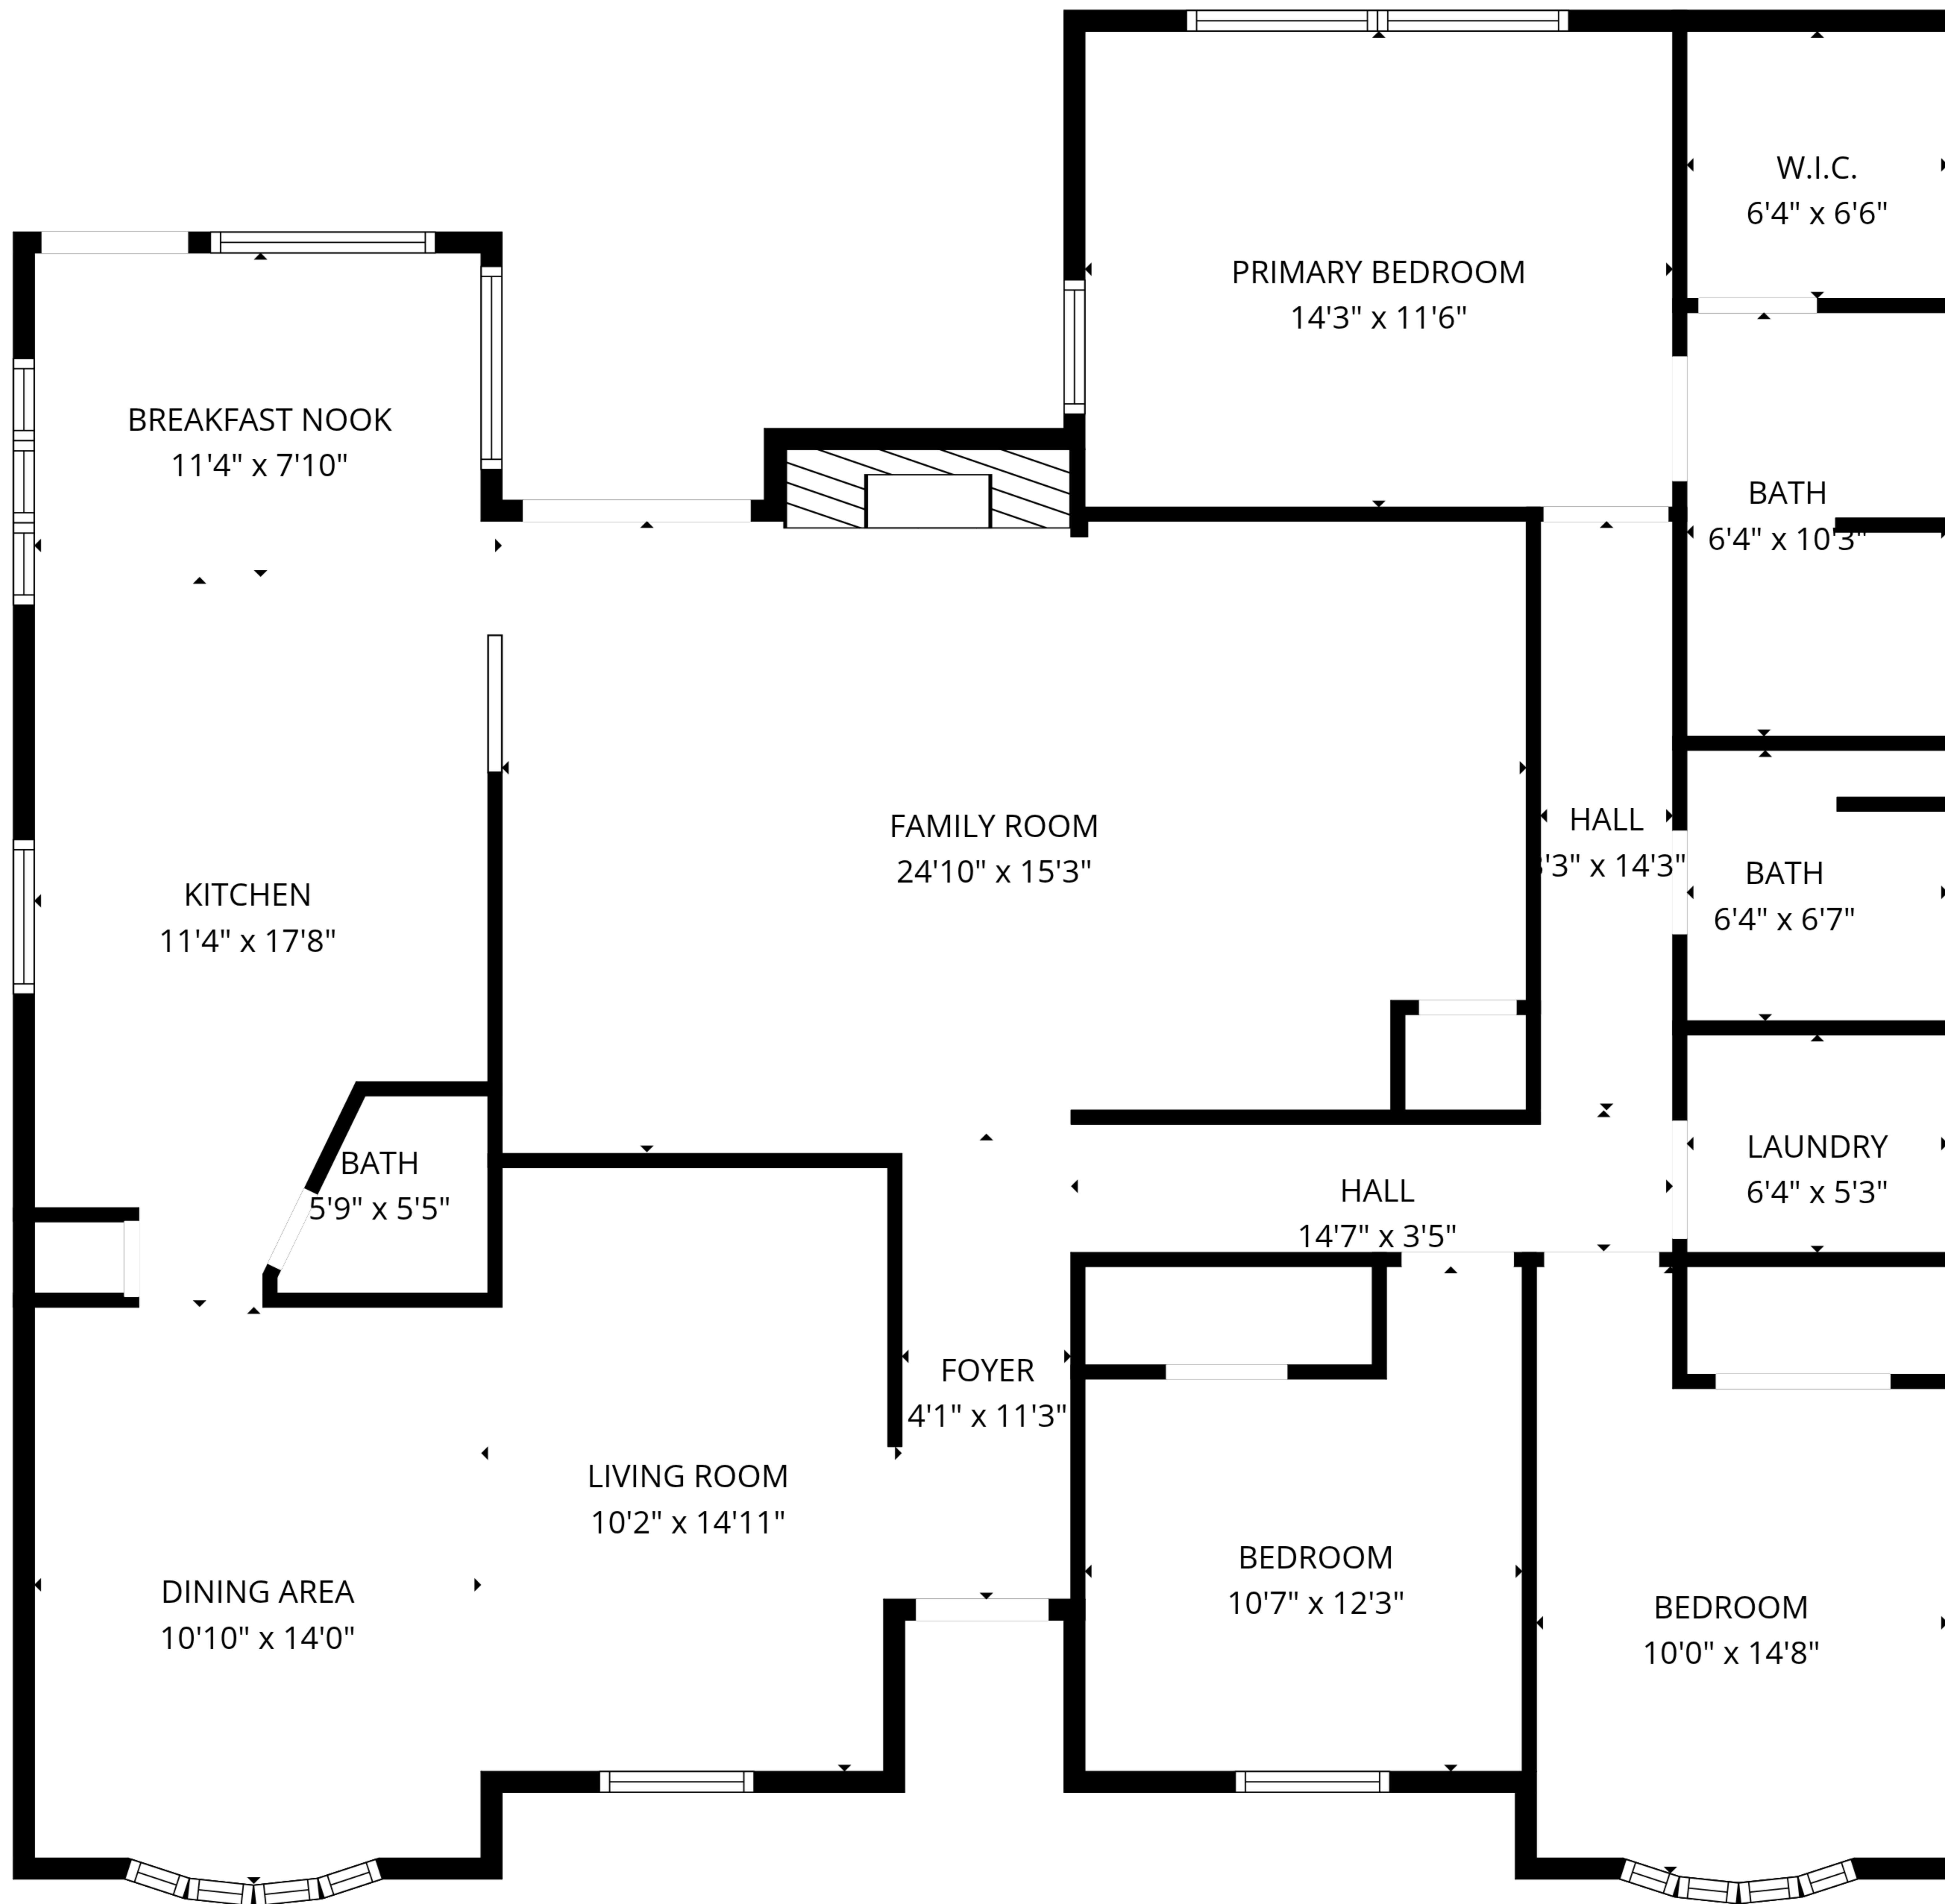 W.I.C.
6'4" x 6'6"
PRIMARY BEDROOM
14'3" x 11'6"
BREAKFAST NOOK
11'4" x 7'10"
BATH
6'4" x 10'3"
FAMILY ROOM
24'10" x 15'3"
HALL
'3" x 14'3"
BATH
6'4" x 6'7"
KITCHEN
11'4" x 17'8"
BATH
5'9" x 5'5"
LAUNDRY
6'4" x 5'3"
HALL
14'7" x 3'5"
FOYER
4'1" x 11'3"
LIVING ROOM
10'2" x 14'11"
BEDROOM
10'7" x 12'3"
DINING AREA
10'10" x 14'0"
BEDROOM
10'0" x 14'8"